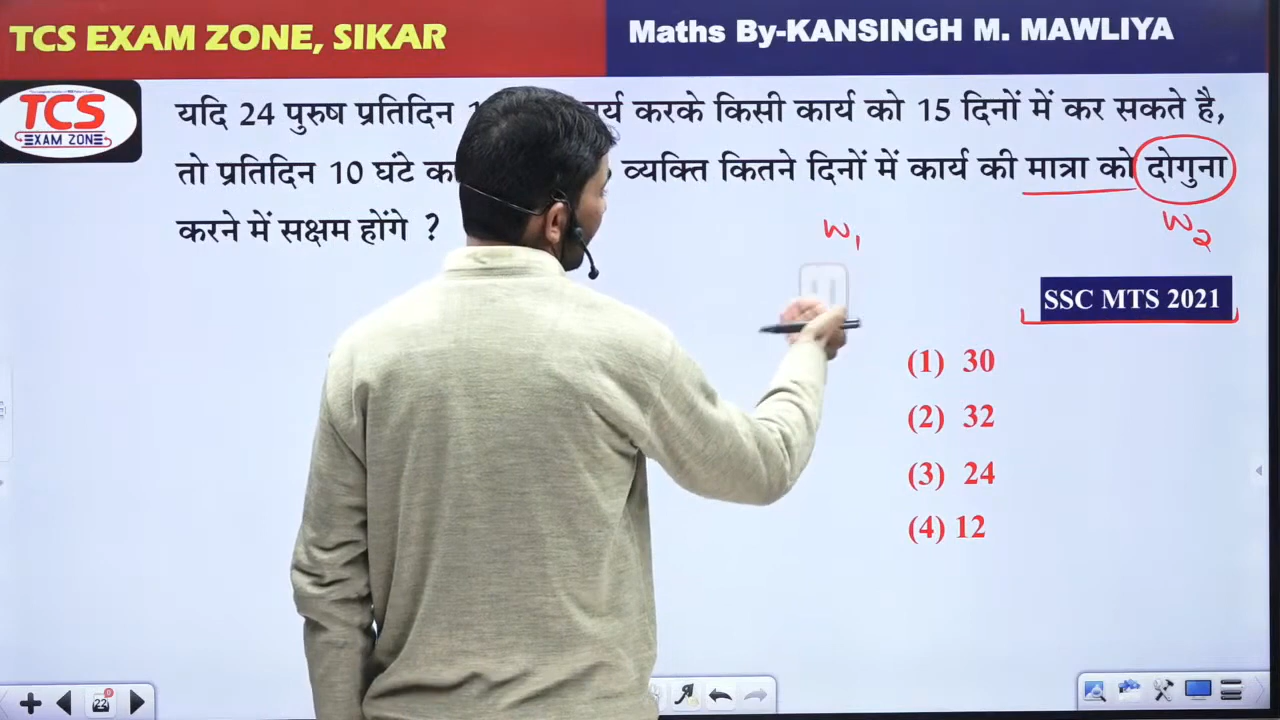 TCS EXAM ZONE, SIKAR
Maths By-KANSINGH M. MAWLIYA
TCS
EXAM ZONE
यदि 24 पुरुष प्रतिदिन करके किसी कार्य को 15 दिनों में कर सकते है,
तो प्रतिदिन 10 घंटे व्यक्ति कितने दिनों में कार्य की मात्रा को दोगुना
करने में सक्षम होंगे ?
W1
W2
SSC MTS 2021
(1) 30
(2) 32
(3) 24
(4) 12
22